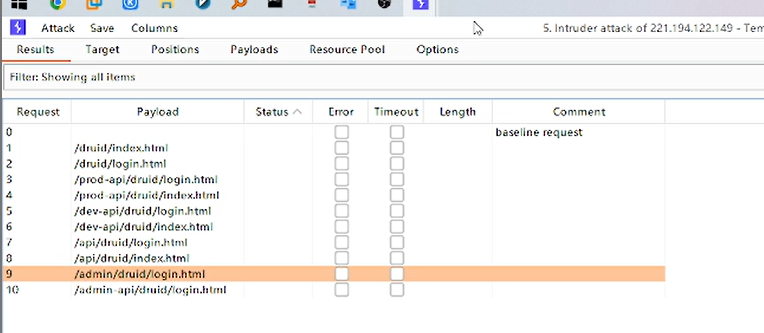 Attack Save Columns 5. Intruder attack of 221.194.122.149 - Tem
Results Target Positions Payloads Resource Pool Options
Filter: Showing all items
Request Payload Status Error Timeout Length Comment
0 baseline request
1 /druid/index.html
2 /druid/login.html
3 /prod-api/druid/login.html
4 /prod-api/druid/index.html
5 /dev-api/druid/login.html
6 /dev-api/druid/index.html
7 /api/druid/login.html
8 /api/druid/index.html
9 /admin/druid/login.html
10 /admin-api/druid/login.html